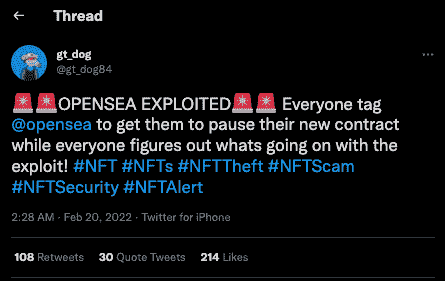 Thread
gt_dog
@gt_dog84
🚨🚨OPENSEA EXPLOITED🚨🚨 Everyone tag
@opensea to get them to pause their new contract
while everyone figures out whats going on with the
exploit! #NFT #NFTs #NFTTheft #NFTScam
#NFTSecurity #NFTAlert
2:28 AM · Feb 20, 2022 · Twitter for iPhone
108 Retweets 30 Quote Tweets 214 Likes